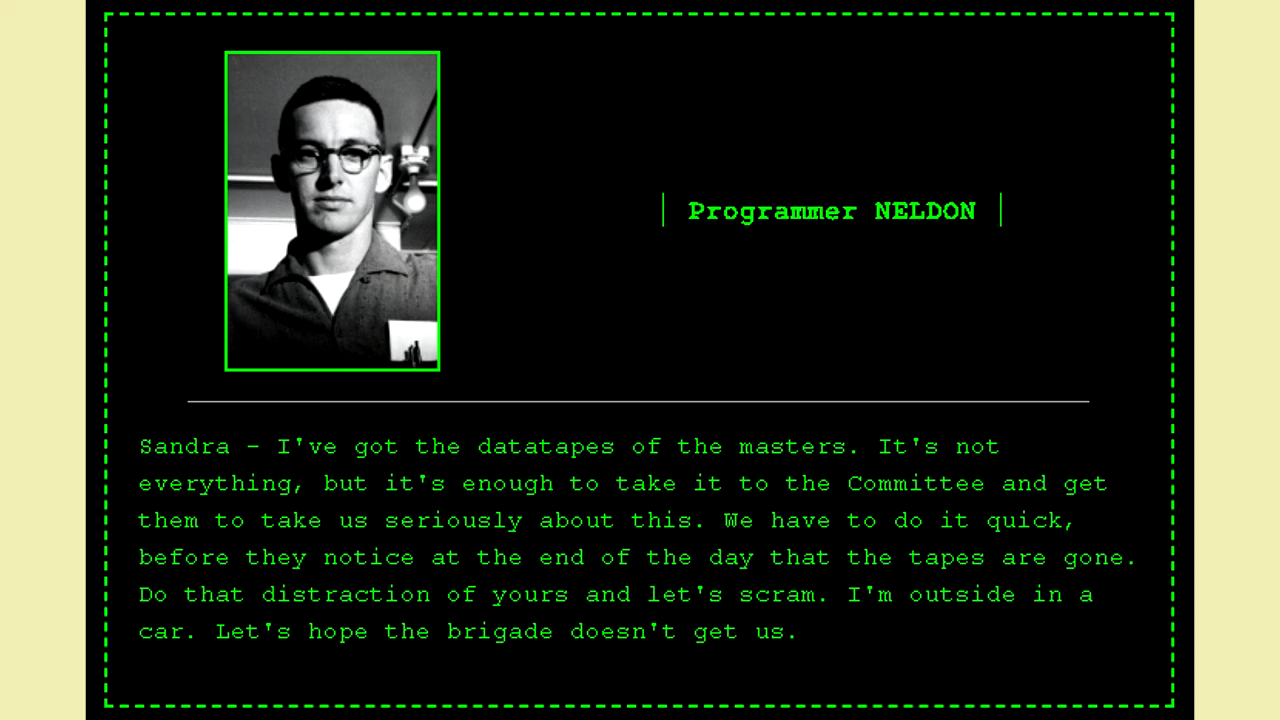 Programmer NELDON
Sandra - I've got the datatapes of the masters. It's not
everything, but it's enough to take it to the Committee and get
them to take us seriously about this. We have to do it quick,
before they notice at the end of the day that the tapes are gone.
Do that distraction of yours and let's scram. I'm outside in a
car. Let's hope the brigade doesn't get us.